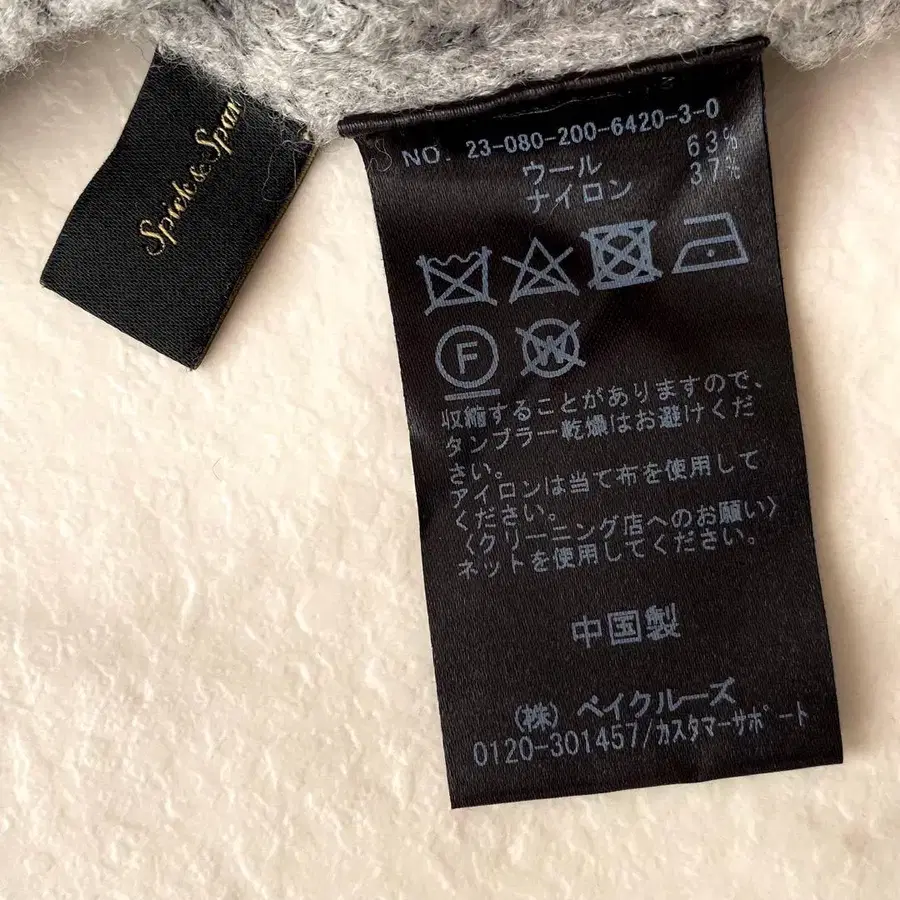 Spick&Span
NO. 23-080-200-6420-3-0
ウール 63%
ナイロン 37%
F
W
収縮することがありますので、
タンブラー乾燥はお避けくだ
さい。
アイロンは当て布を使用して
ください。
〈クリーニング店へのお願い〉
ネットを使用してください。
中国製
(株) ベイクルーズ
0120-301457/カスタマーサポート